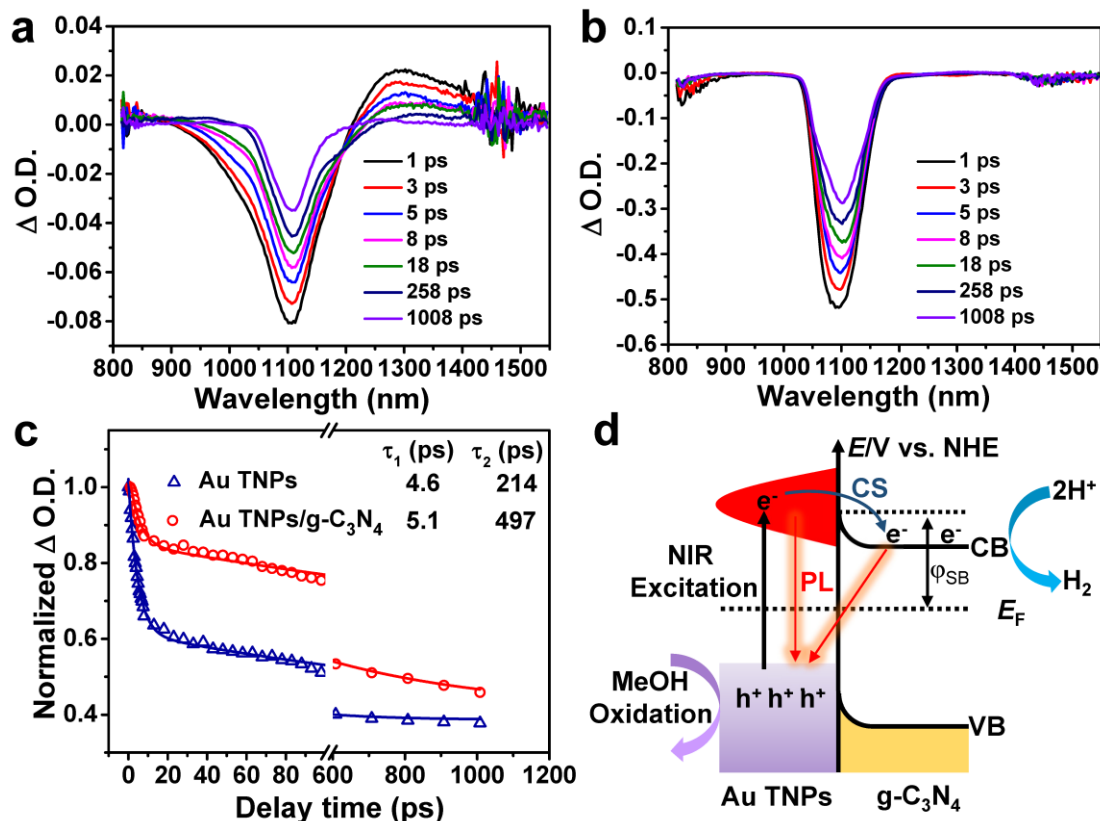 a
0.04
0.02
0.00
-0.02
-0.04
-0.06
-0.08
Δ O.D.
1 ps
3 ps
5 ps
8 ps
18 ps
258 ps
1008 ps
800 900 1000 1100 1200 1300 1400 1500
Wavelength (nm)
b
0.1
0.0
-0.1
-0.2
-0.3
-0.4
-0.5
-0.6
Δ O.D.
1 ps
3 ps
5 ps
8 ps
18 ps
258 ps
1008 ps
800 900 1000 1100 1200 1300 1400 1500
Wavelength (nm)
c
τ₁ (ps) τ₂ (ps)
Au TNPs 4.6 214
Au TNPs/g-C₃N₄ 5.1 497
1.0
0.8
0.6
0.4
Normalized Δ O.D.
0 20 40 60 80 600 800 1000 1200
Delay time (ps)
d
E/V vs. NHE
CS
e⁻
e⁻ e⁻
CB
2H⁺
H₂
NIR
Excitation
PL
φSB
EF
MeOH
Oxidation
h⁺ h⁺ h⁺
VB
Au TNPs
g-C₃N₄